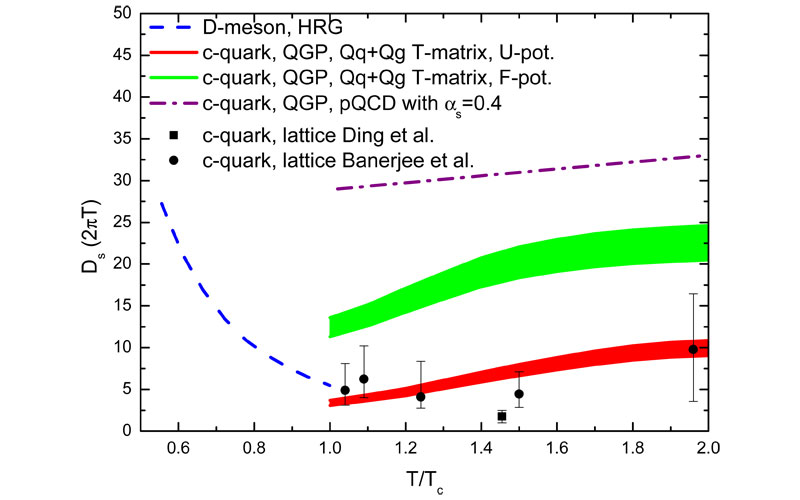 50
45
40
35
30
25
20
15
10
5
0
D-meson, HRG
c-quark, QGP, Qq+Qg T-matrix, U-pot.
c-quark, QGP, Qq+Qg T-matrix, F-pot.
c-quark, QGP, pQCD with αs=0.4
c-quark, lattice Ding et al.
c-quark, lattice Banerjee et al.
Ds (2πT)
0.6 0.8 1.0 1.2 1.4 1.6 1.8 2.0
T/Tc